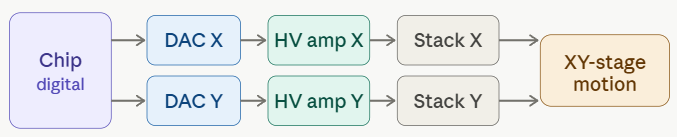 Chip
digital
DAC X
HV amp X
Stack X
DAC Y
HV amp Y
Stack Y
XY-stage
motion